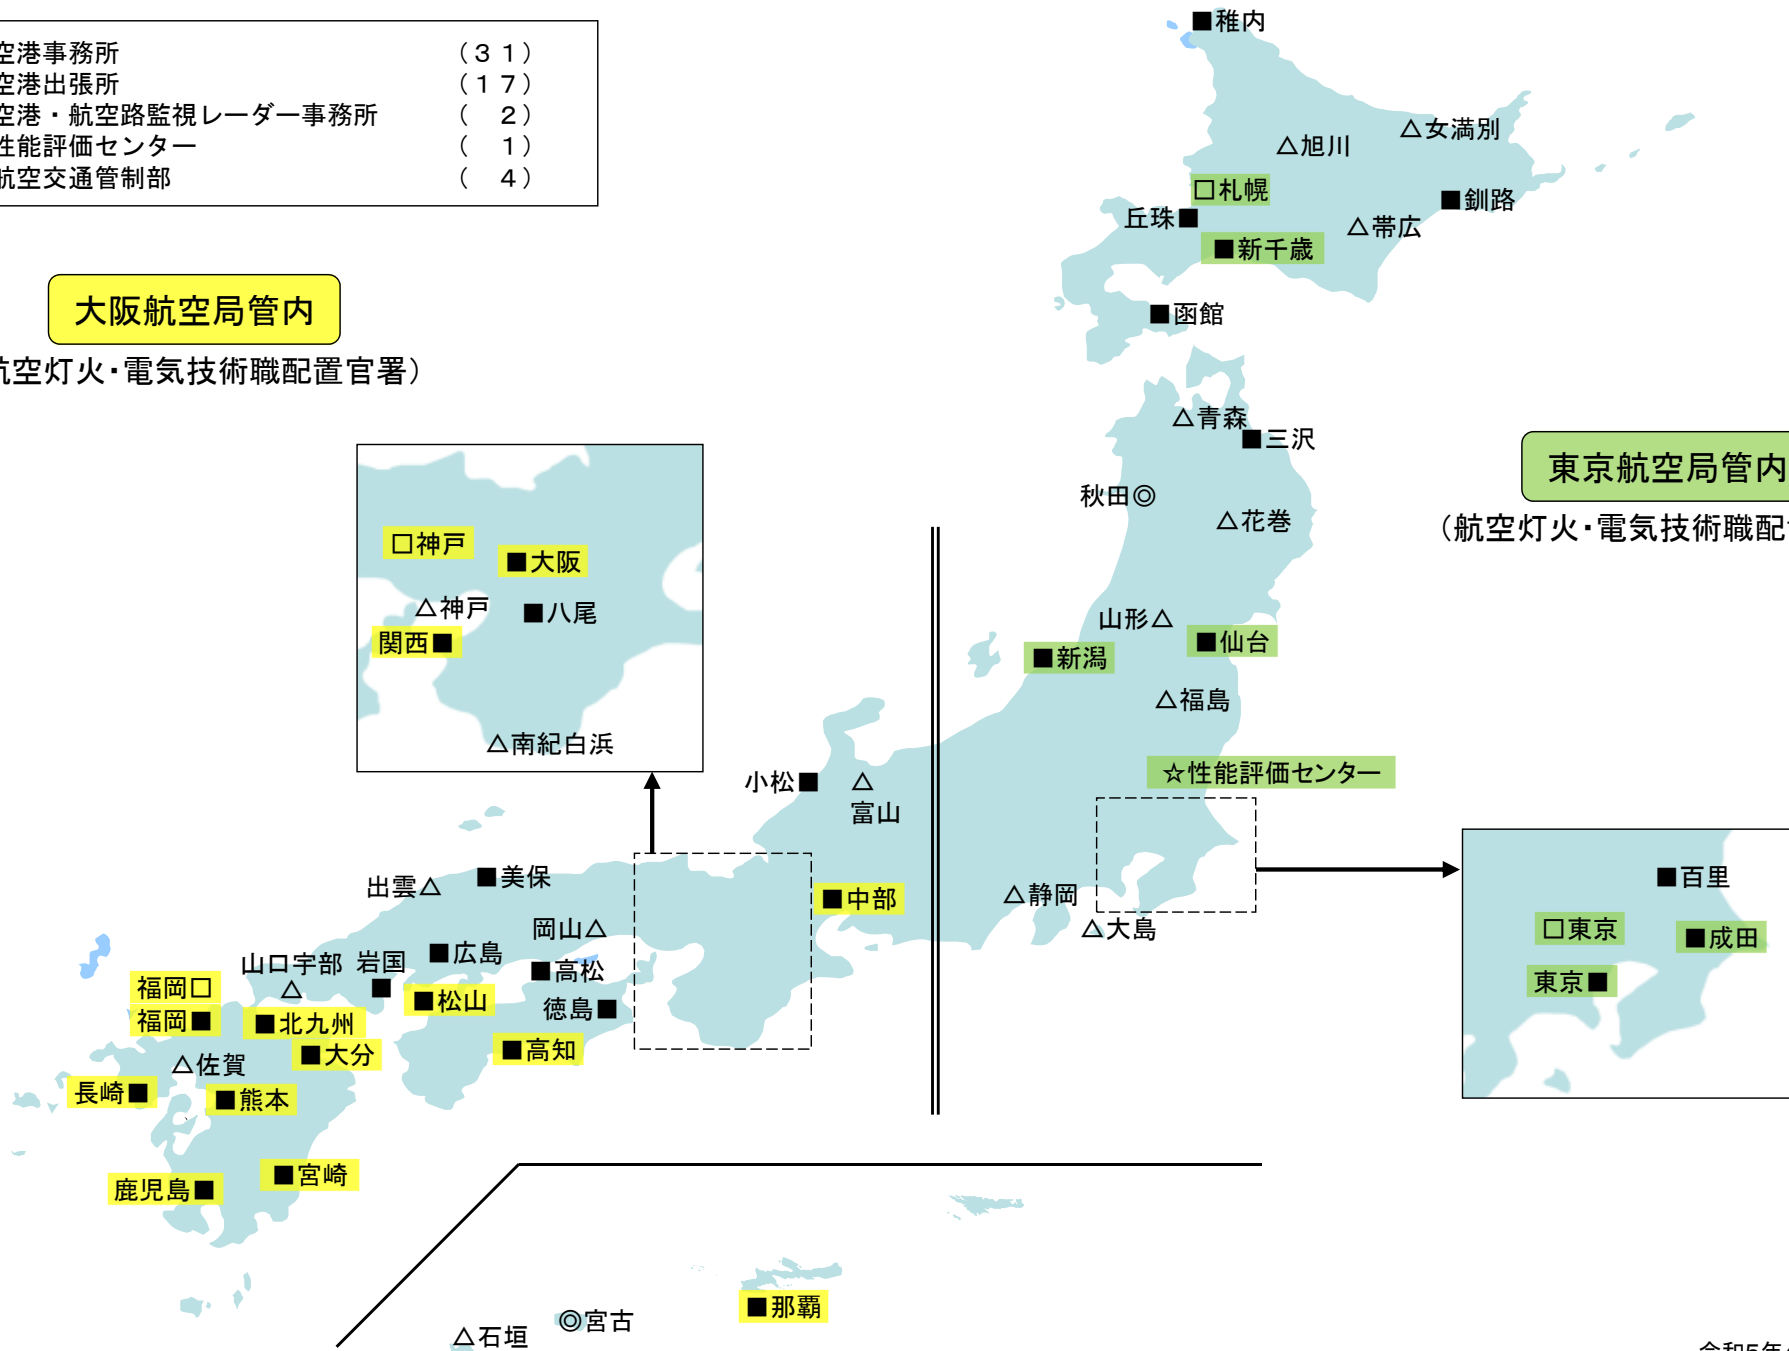 空港事務所 (３１)
空港出張所 (１７)
空港・航空路監視レーダー事務所 (　２)
性能評価センター (　１)
航空交通管制部 (　４)
大阪航空局管内
航空灯火・電気技術職配置官署）
■稚内
△女満別
△旭川
□札幌
■釧路
丘珠■
△帯広
■新千歳
■函館
△青森
■三沢
東京航空局管内
（航空灯火・電気技術職配
秋田◎
△花巻
□神戸
■大阪
△神戸
■八尾
関西■
△南紀白浜
山形△
■仙台
■新潟
△福島
☆性能評価センター
小松■
△
富山
■百里
□東京
■成田
東京■
出雲△
■美保
■中部
△静岡
△大島
岡山△
■広島
山口宇部
△
岩国
■
■高松
福岡□
■松山
徳島■
福岡■
■北九州
■大分
■高知
△佐賀
長崎■
■熊本
■宮崎
鹿児島■
■那覇
◎宮古
△石垣
令和5年